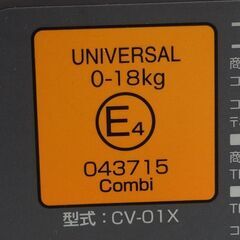 UNIVERSAL
0-18kg
E4
043715
Combi
型式:CV-01X